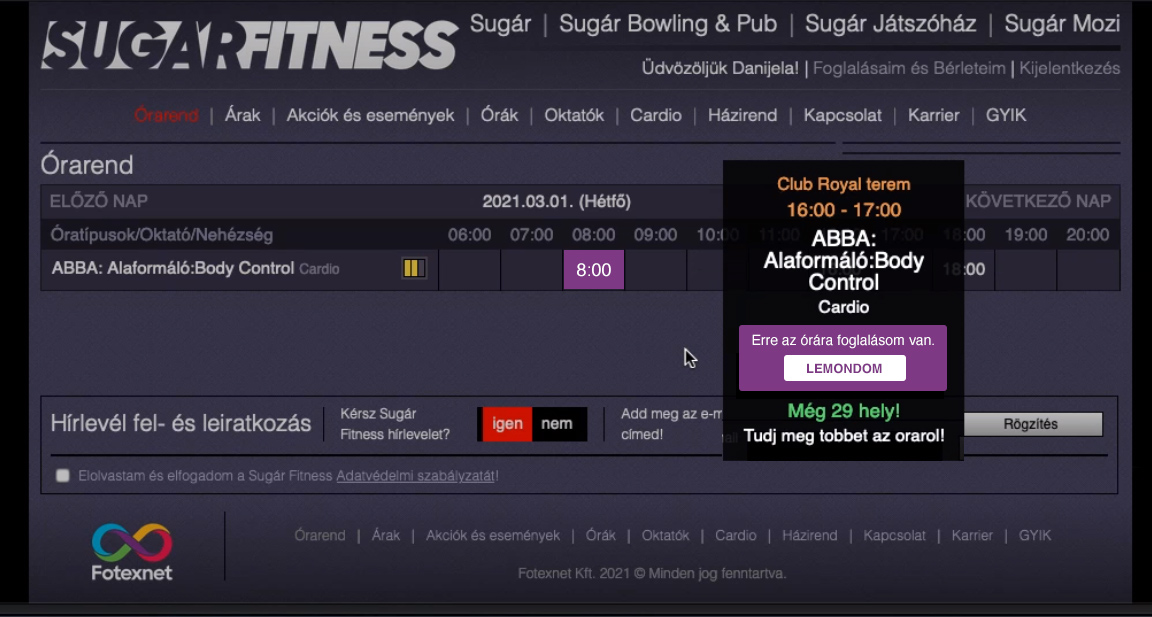 SUGÁRFITNESS
Sugár | Sugár Bowling & Pub | Sugár Játszóház | Sugár Mozi
Üdvözöljük Danijela! | Foglalásaim és Bérleteim | Kijelentkezés
Órarend | Árak | Akciók és események | Órák | Oktatók | Cardio | Házirend | Kapcsolat | Karrier | GYIK
Órarend
ELŐZŐ NAP 2021.03.01. (Hétfő) KÖVETKEZŐ NAP
Óratípusok/Oktató/Nehézség 06:00 07:00 08:00 09:00 10:00 11:00 17:00 18:00 19:00 20:00
ABBA: Alaformáló:Body Control Cardio 8:00 18:00
Club Royal terem
16:00 - 17:00
ABBA:
Alaformáló:Body
Control
Cardio
Erre az órára foglalásom van.
LEMONDOM
Még 29 hely!
Tudj meg tobbet az orarol!
Hírlevél fel- és leiratkozás
Kérsz Sugár
Fitness hírlevelet?
igen nem
Add meg az e-m
címed!
Rögzítés
Elolvastam és elfogadom a Sugár Fitness Adatvédelmi szabályzatát!
Fotexnet
Órarend | Árak | Akciók és események | Órák | Oktatók | Cardio | Házirend | Kapcsolat | Karrier | GYIK
Fotexnet Kft. 2021 © Minden jog fenntartva.